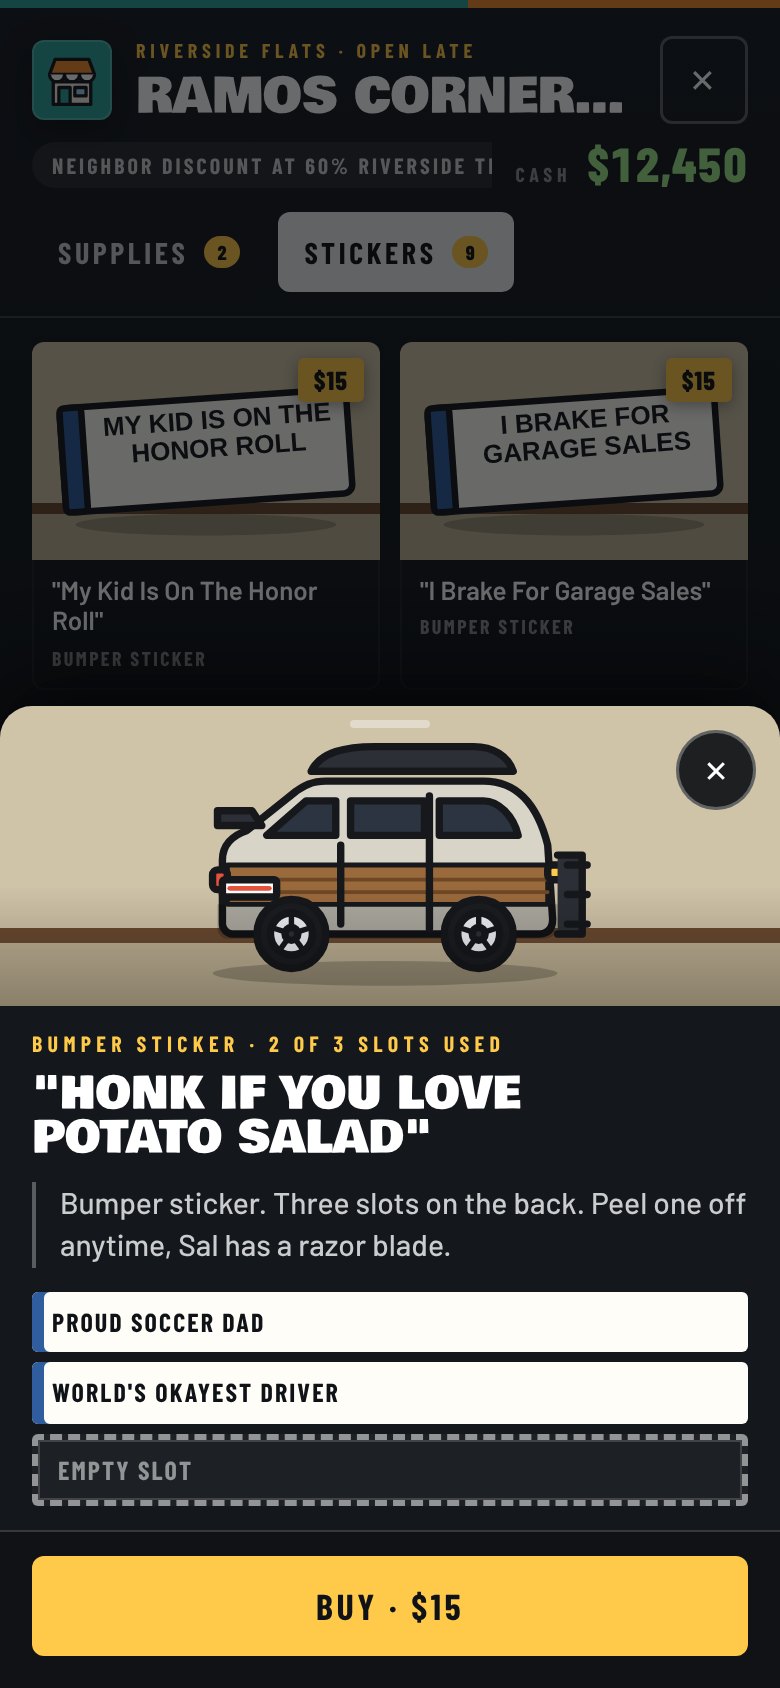 RIVERSIDE FLATS · OPEN LATE
RAMOS CORNER...
×
NEIGHBOR DISCOUNT AT 60% RIVERSIDE
CASH $12,450
SUPPLIES 2
STICKERS 9
$15
MY KID IS ON THE
HONOR ROLL
$15
I BRAKE FOR
GARAGE SALES
"My Kid Is On The Honor
Roll"
BUMPER STICKER
"I Brake For Garage Sales"
BUMPER STICKER
×
BUMPER STICKER · 2 OF 3 SLOTS USED
"HONK IF YOU LOVE
POTATO SALAD"
Bumper sticker. Three slots on the back. Peel one off
anytime, Sal has a razor blade.
PROUD SOCCER DAD
WORLD'S OKAYEST DRIVER
EMPTY SLOT
BUY · $15